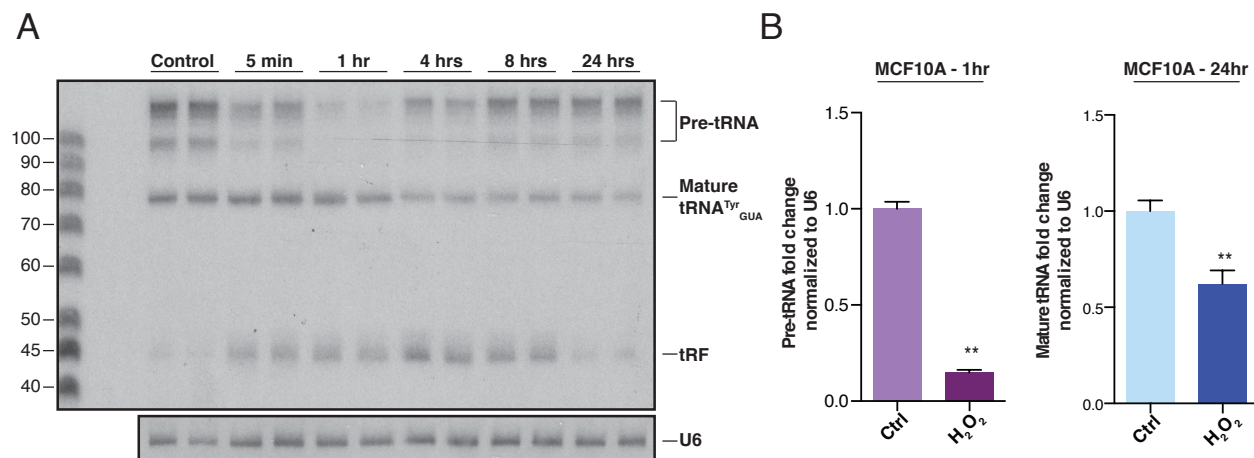 A
Control 5 min 1 hr 4 hrs 8 hrs 24 hrs
100
90
80
70
60
50
45
40
Pre-tRNA
Mature
tRNA^Tyr_GUA
tRF
U6
B
MCF10A - 1hr
Pre-tRNA fold change
normalized to U6
1.5
1.0
0.5
0.0
**
Ctrl
H₂O₂
MCF10A - 24hr
Mature tRNA fold change
normalized to U6
1.5
1.0
0.5
0.0
**
Ctrl
H₂O₂